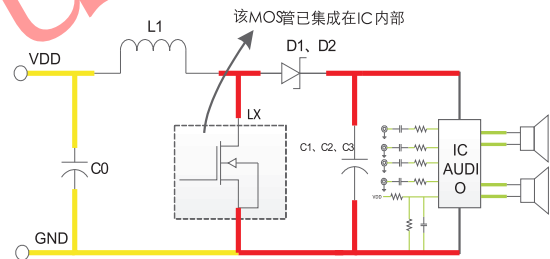 该MOS管已集成在IC内部
L1
VDD
D1、D2
LX
C0
C1、C2、C3
IC
AUDI
O
VDD
GND